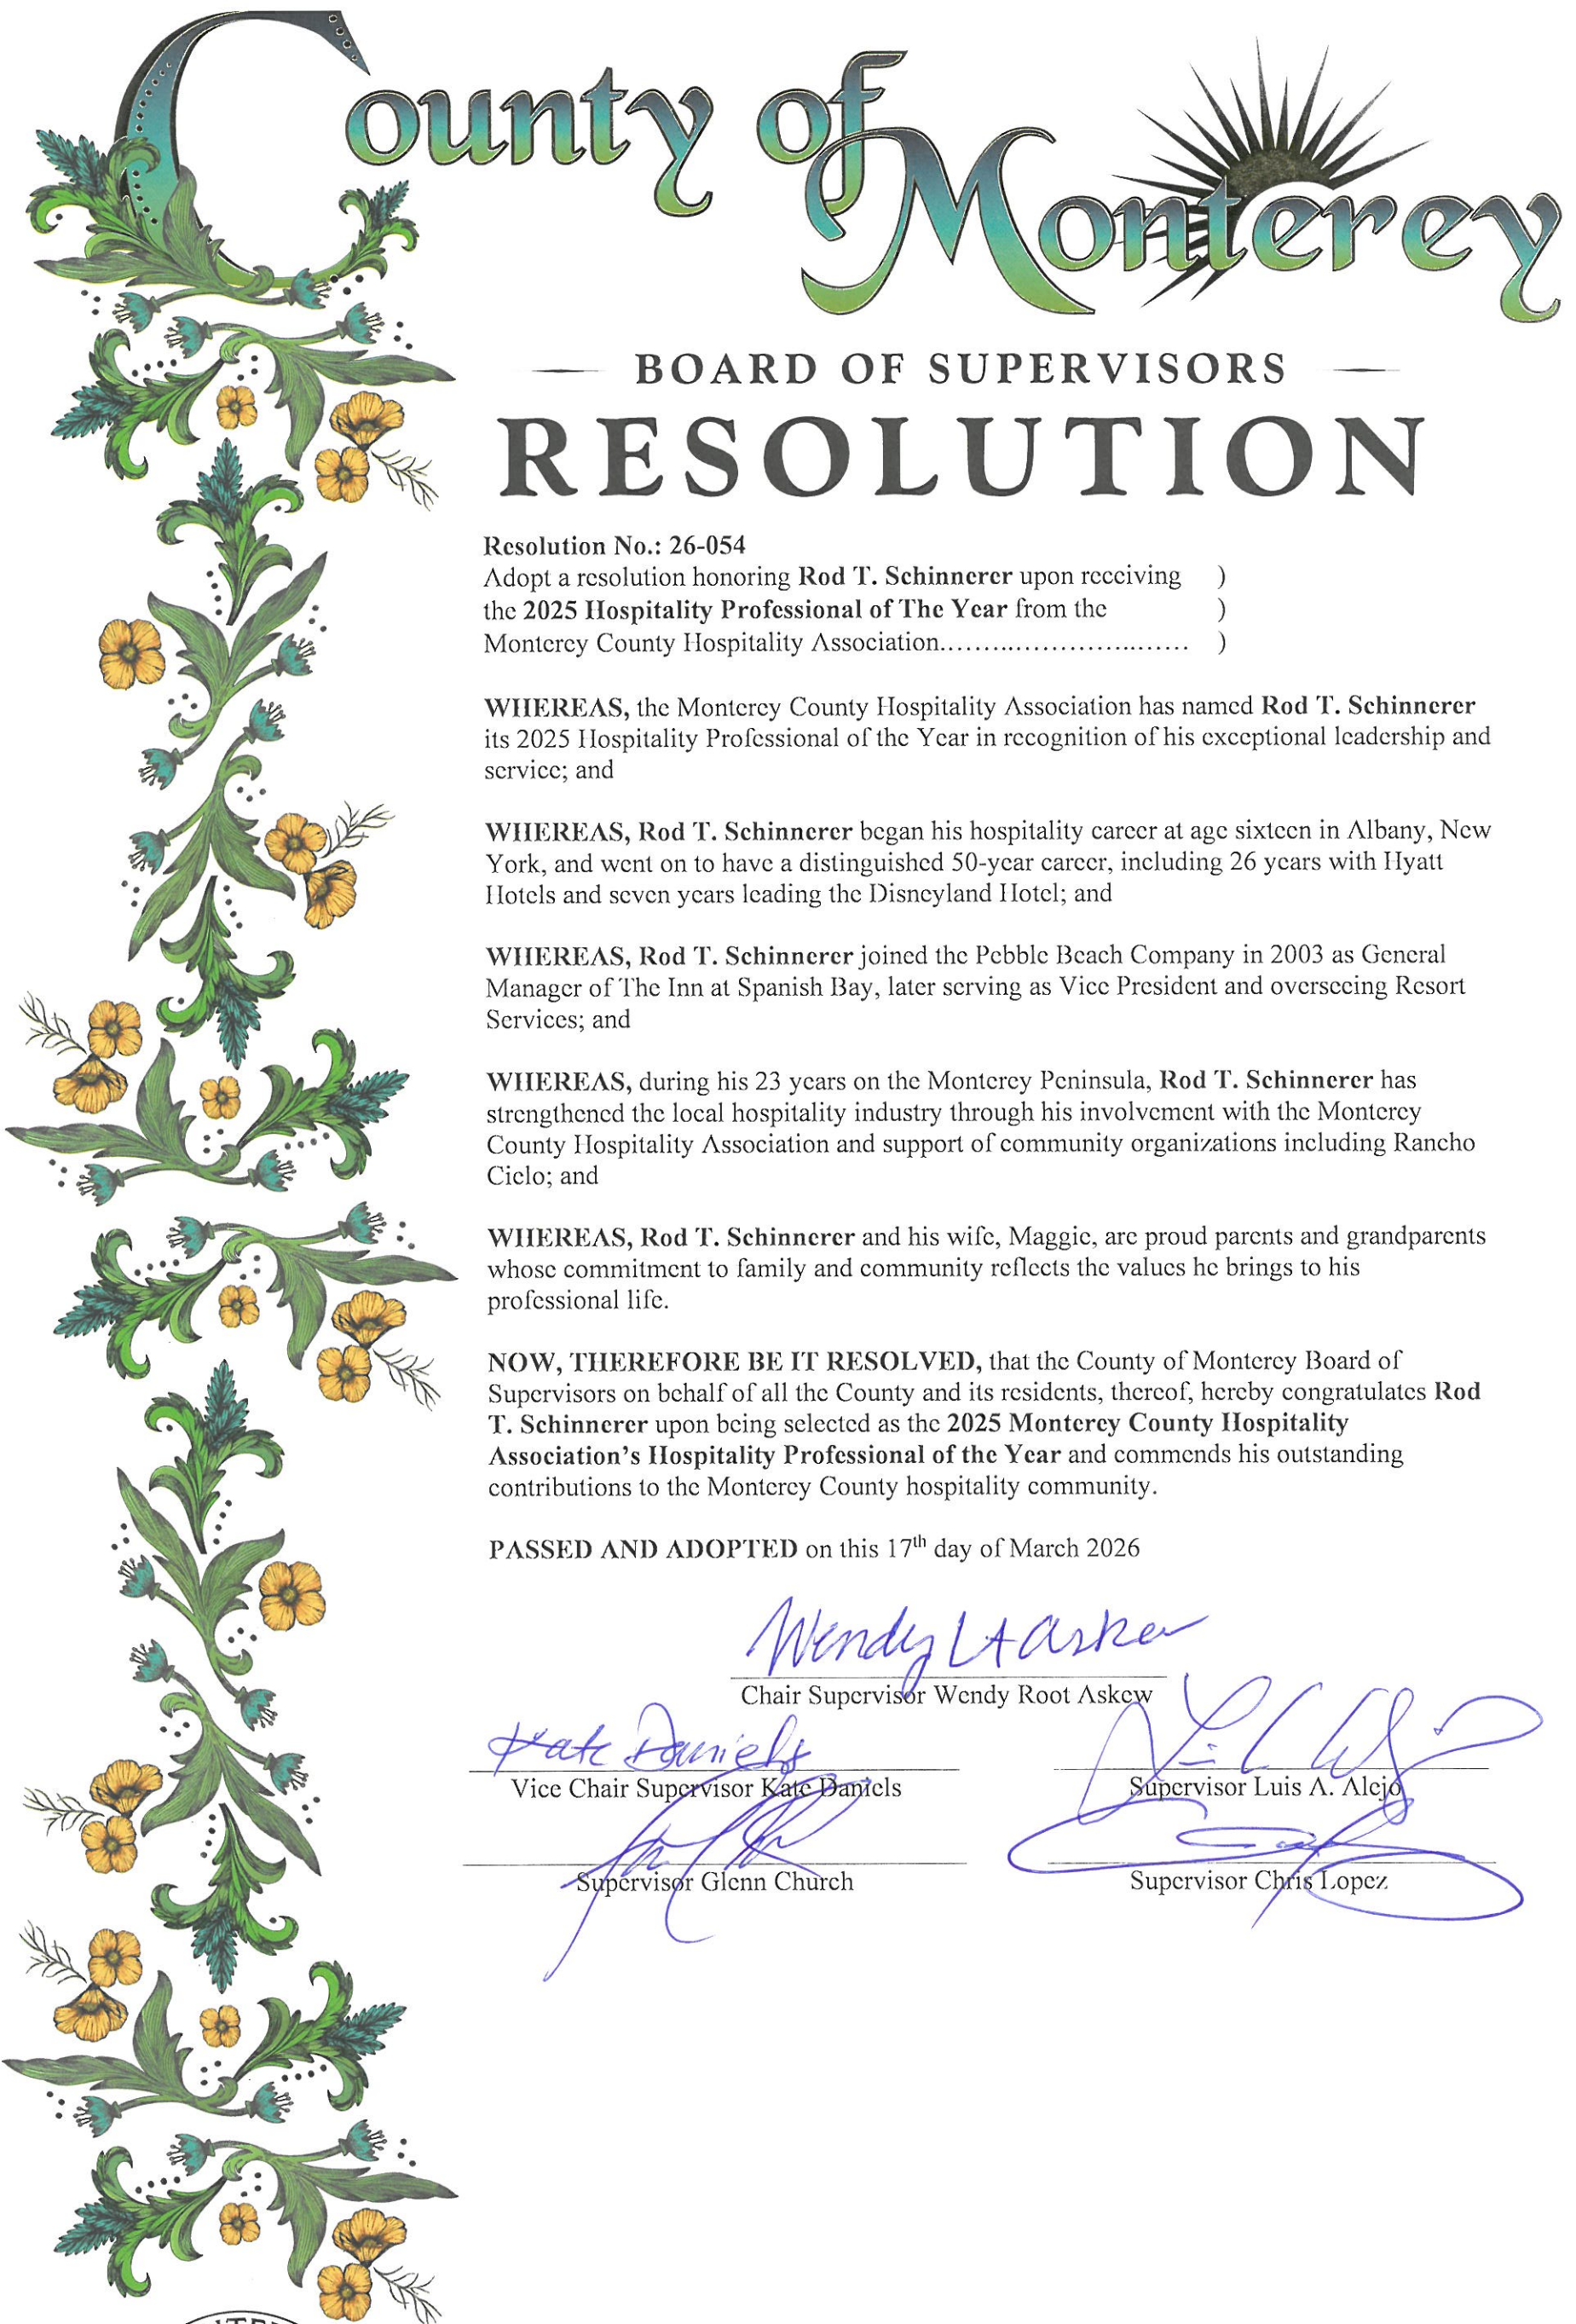 County of Monterey
BOARD OF SUPERVISORS
RESOLUTION
Resolution No.: 26-054
Adopt a resolution honoring Rod T. Schinnerer upon receiving )
the 2025 Hospitality Professional of The Year from the )
Monterey County Hospitality Association................................ )
WHEREAS, the Monterey County Hospitality Association has named Rod T. Schinnerer
its 2025 Hospitality Professional of the Year in recognition of his exceptional leadership and
service; and
WHEREAS, Rod T. Schinnerer began his hospitality career at age sixteen in Albany, New
York, and went on to have a distinguished 50-year career, including 26 years with Hyatt
Hotels and seven years leading the Disneyland Hotel; and
WHEREAS, Rod T. Schinnerer joined the Pebble Beach Company in 2003 as General
Manager of The Inn at Spanish Bay, later serving as Vice President and overseeing Resort
Services; and
WHEREAS, during his 23 years on the Monterey Peninsula, Rod T. Schinnerer has
strengthened the local hospitality industry through his involvement with the Monterey
County Hospitality Association and support of community organizations including Rancho
Cielo; and
WHEREAS, Rod T. Schinnerer and his wife, Maggie, are proud parents and grandparents
whose commitment to family and community reflects the values he brings to his
professional life.
NOW, THEREFORE BE IT RESOLVED, that the County of Monterey Board of
Supervisors on behalf of all the County and its residents, thereof, hereby congratulates Rod
T. Schinnerer upon being selected as the 2025 Monterey County Hospitality
Association's Hospitality Professional of the Year and commends his outstanding
contributions to the Monterey County hospitality community.
PASSED AND ADOPTED on this 17th day of March 2026
Wendy Askew
Chair Supervisor Wendy Root Askew
Kate Daniels
Vice Chair Supervisor Kate Daniels
Supervisor Luis A. Alejo
Supervisor Glenn Church
Supervisor Chris Lopez